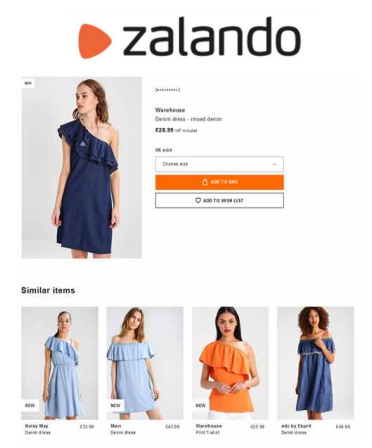 zalando
NEW
Warehouse
Denim dress - rinsed denim
£38.99 VAT included
UK size
Choose size
ADD TO BAG
ADD TO WISH LIST
Similar items
NEW
NEW
NEW
Noisy May £33.99
Denim dress
Mavi £43.99
Denim dress
Warehouse £25.99
Print T-shirt
edc by Esprit £49.99
Denim dress